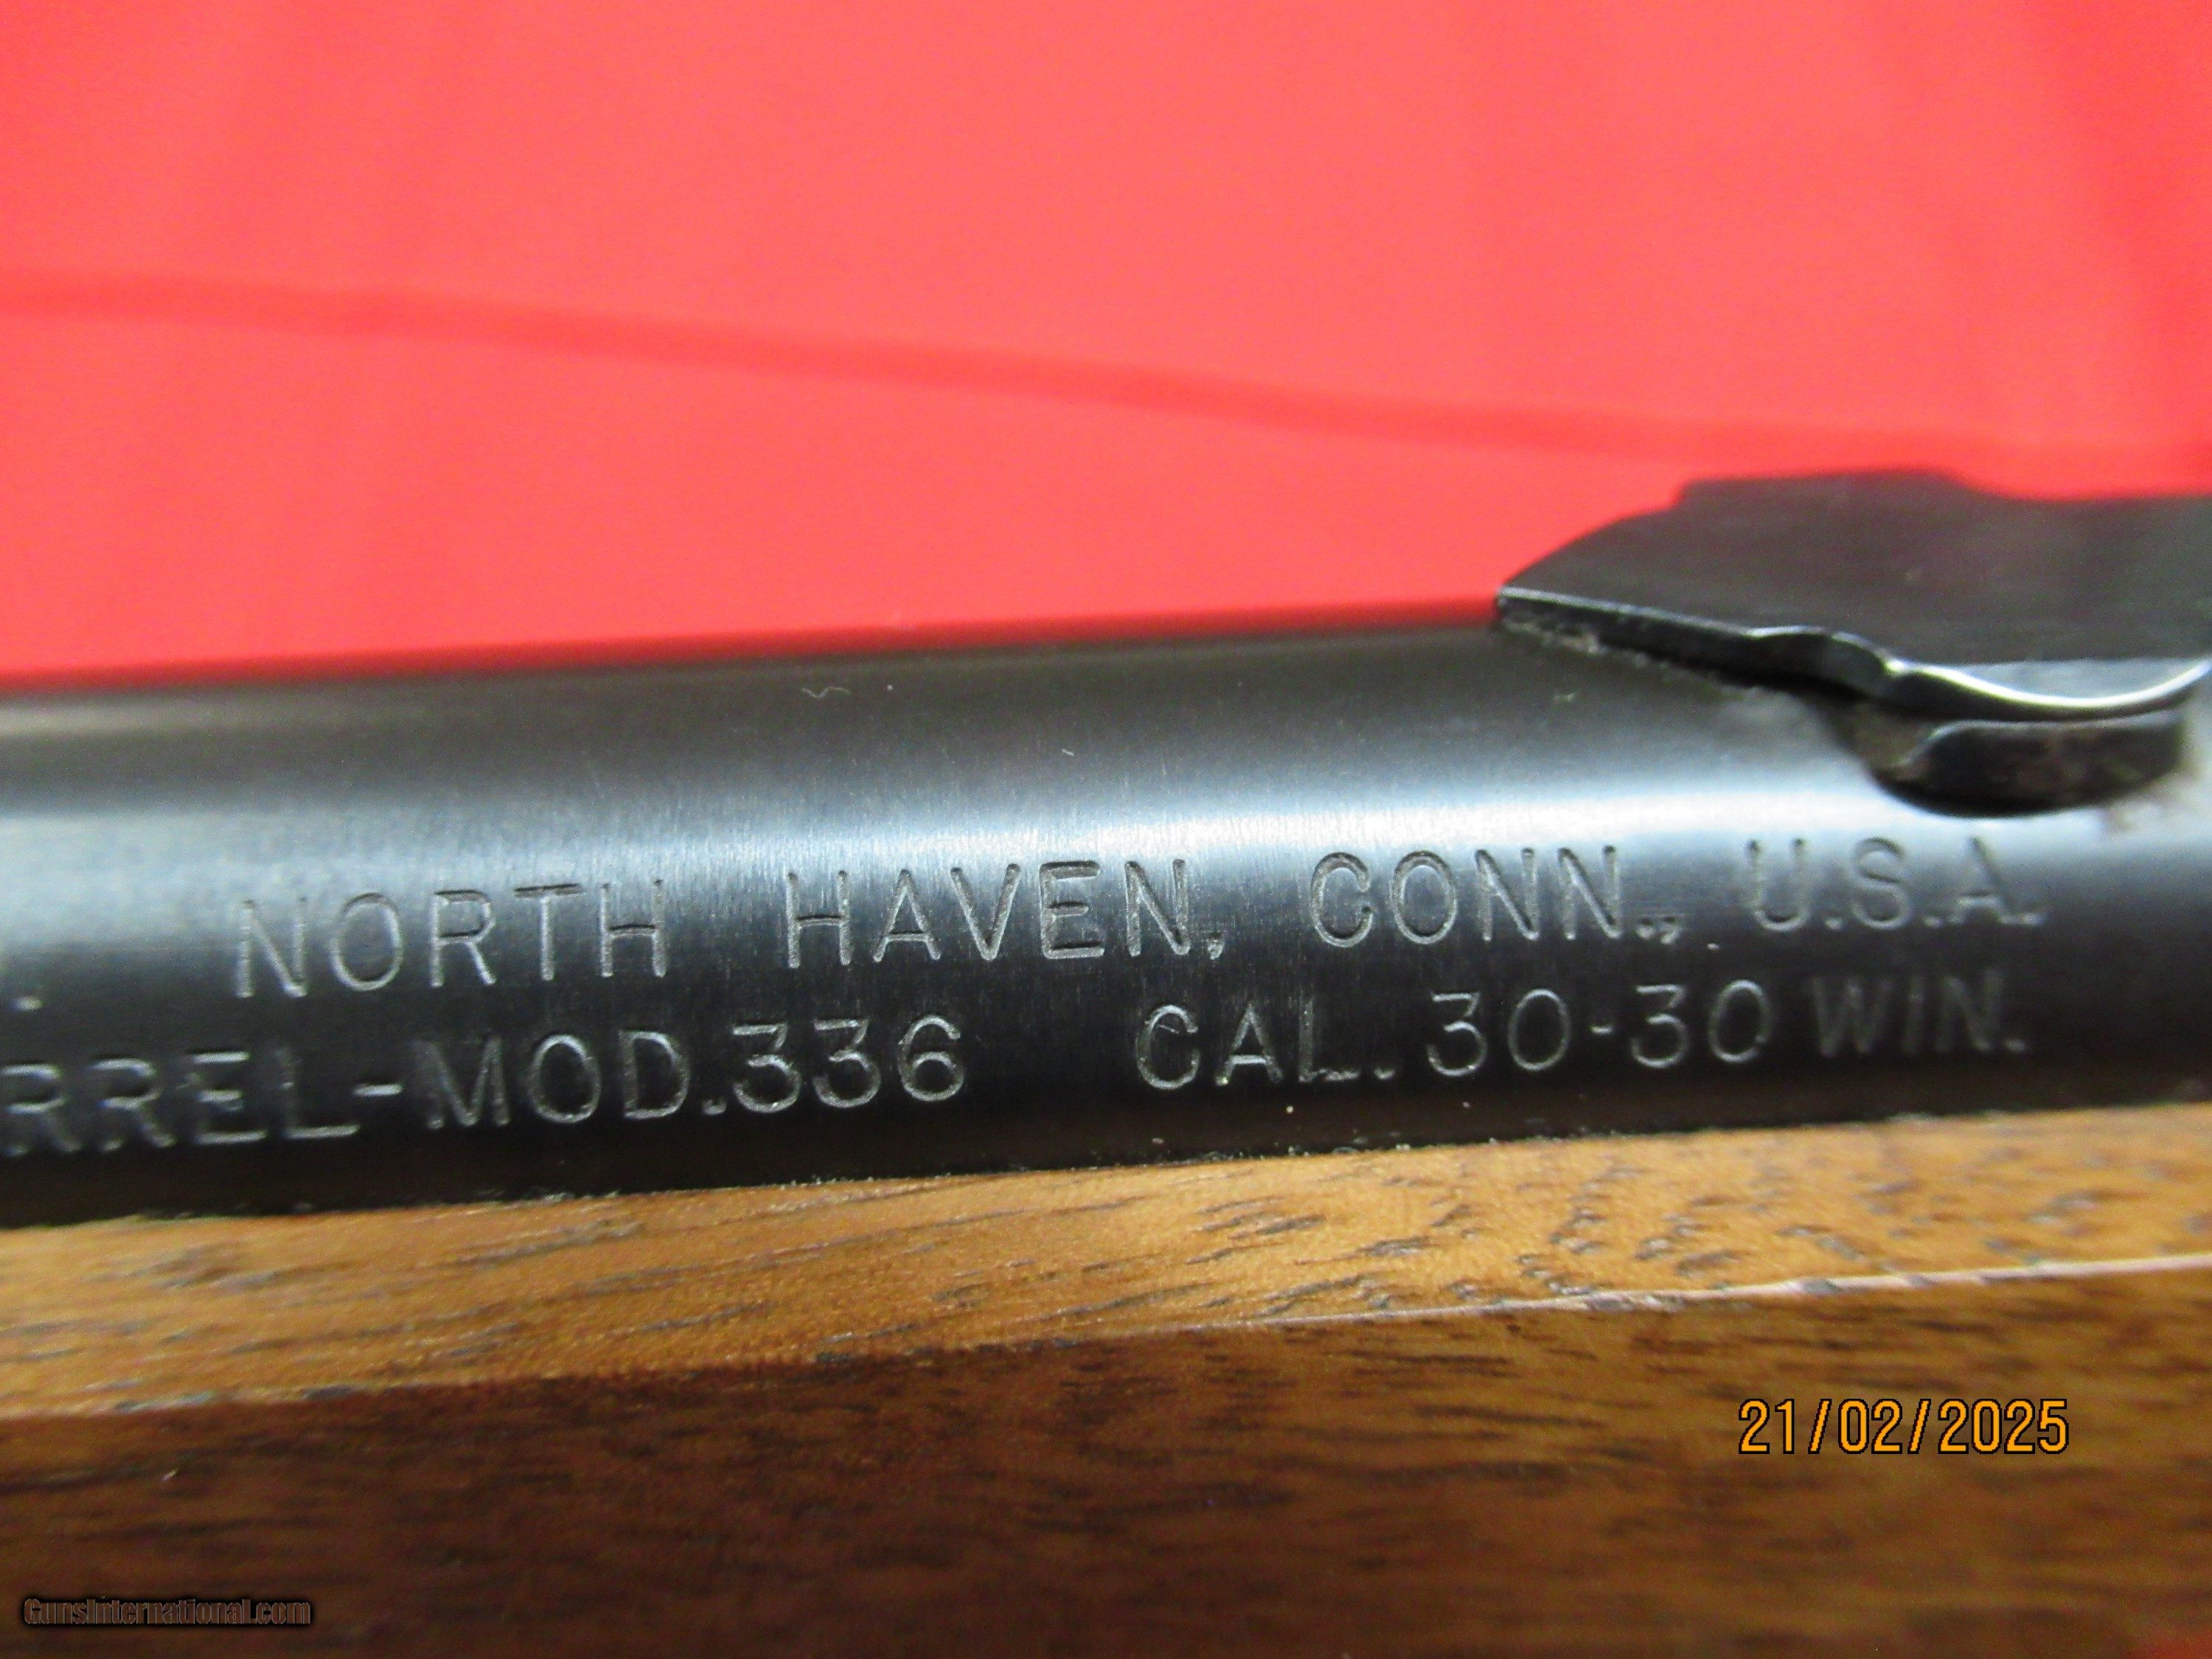 . NORTH HAVEN, CONN., U.S.A.
RREL-MOD.336 CAL. 30-30 WIN.
21/02/2025
GunsInternational.com